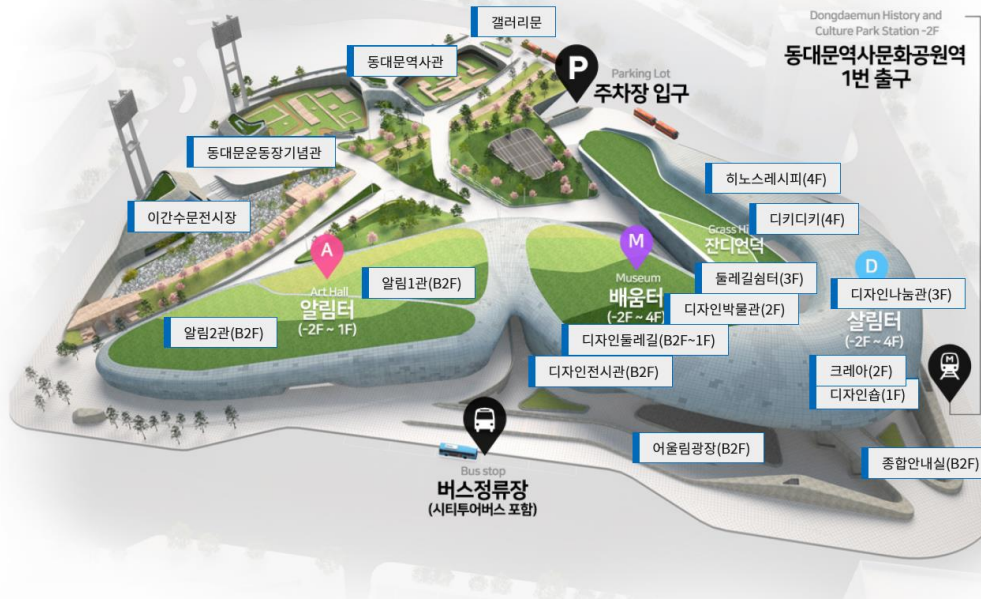 갤러리문
Dongdaemun History and
Culture Park Station -2F
동대문역사문화공원역
1번 출구
동대문역사관
P
Parking Lot
주차장 입구
동대문운동장기념관
히노스레시피(4F)
이간수문전시장
디키디키(4F)
Grass Hi
잔디언덕
A
M
D
알림1관(B2F)
Museum
배움터
(-2F ~ 4F)
둘레길쉼터(3F)
디자인나눔관(3F)
Art Hall
알림터
(-2F ~ 1F)
디자인박물관(2F)
살림터
(-2F ~ 4F)
알림2관(B2F)
디자인둘레길(B2F~1F)
디자인전시관(B2F)
크레아(2F)
디자인숍(1F)
M
어울림광장(B2F)
종합안내실(B2F)
Bus stop
버스정류장
(시티투어버스 포함)